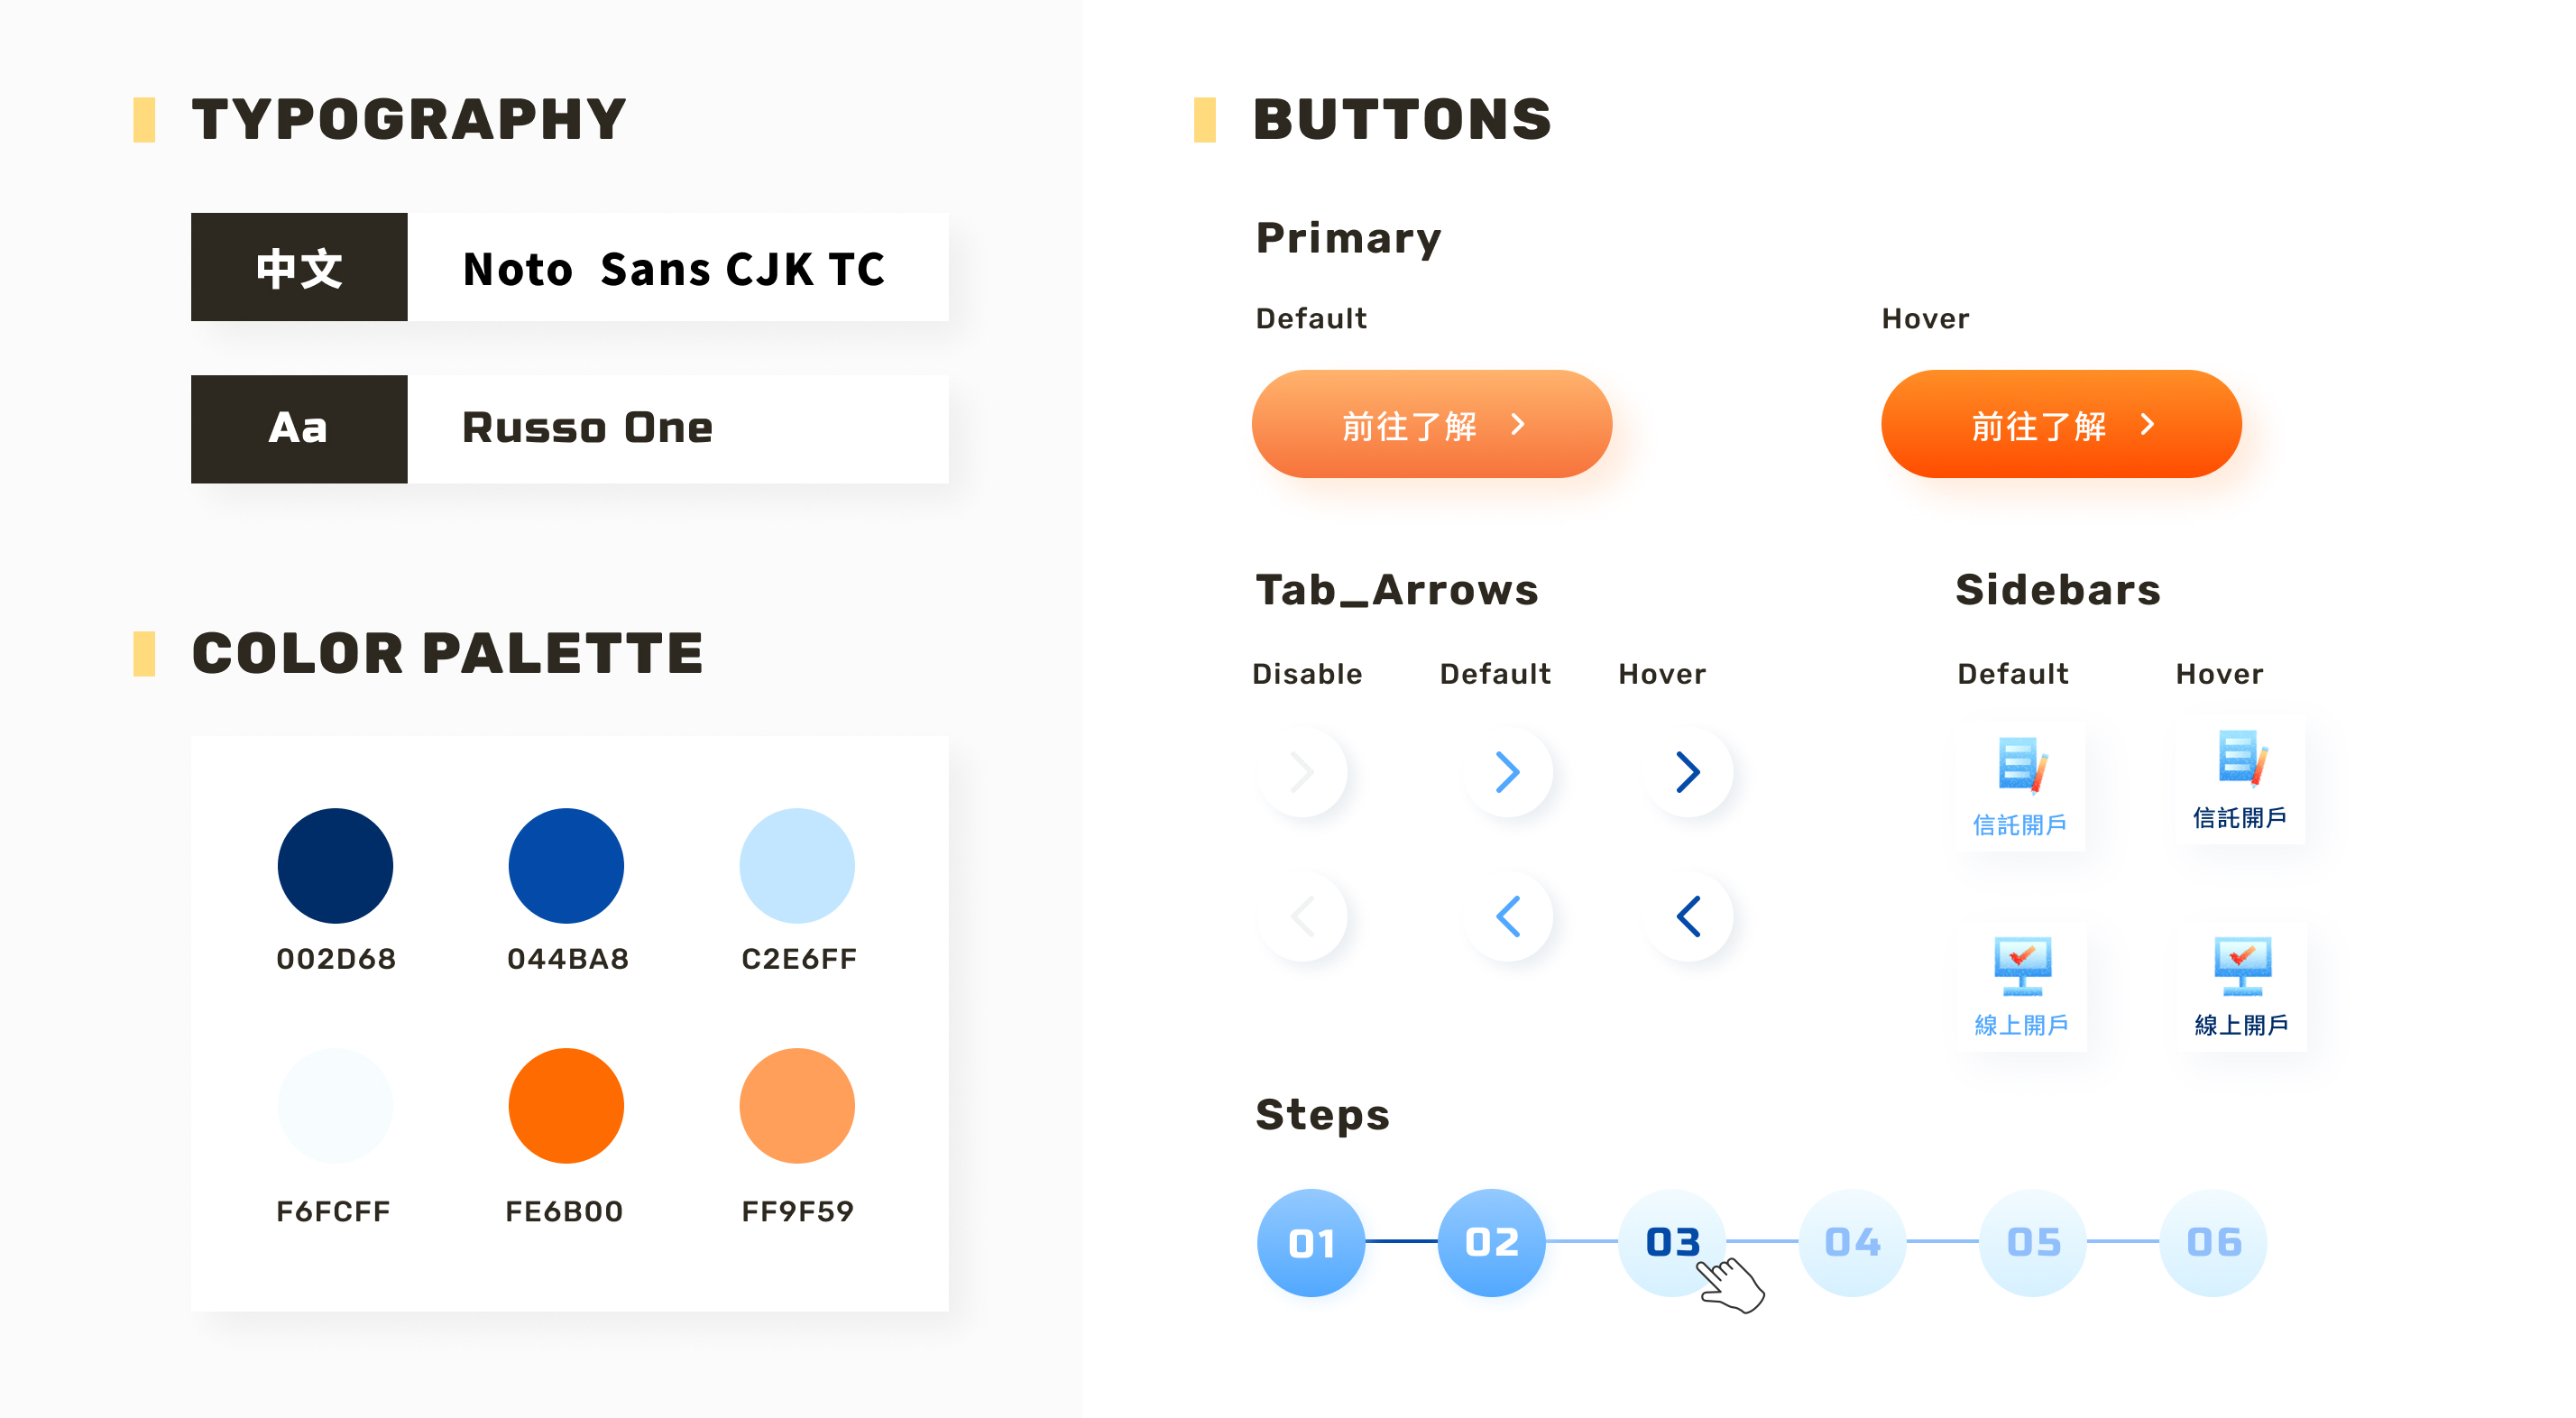 TYPOGRAPHY
中文
Noto Sans CJK TC
Aa
Russo One
COLOR PALETTE
002D68
044BA8
C2E6FF
F6FCFF
FE6B00
FF9F59
BUTTONS
Primary
Default
Hover
前往了解
前往了解
Tab_Arrows
Disable
Default
Hover
Sidebars
Default
Hover
信託開戶
信託開戶
線上開戶
線上開戶
Steps
01
02
03
04
05
06